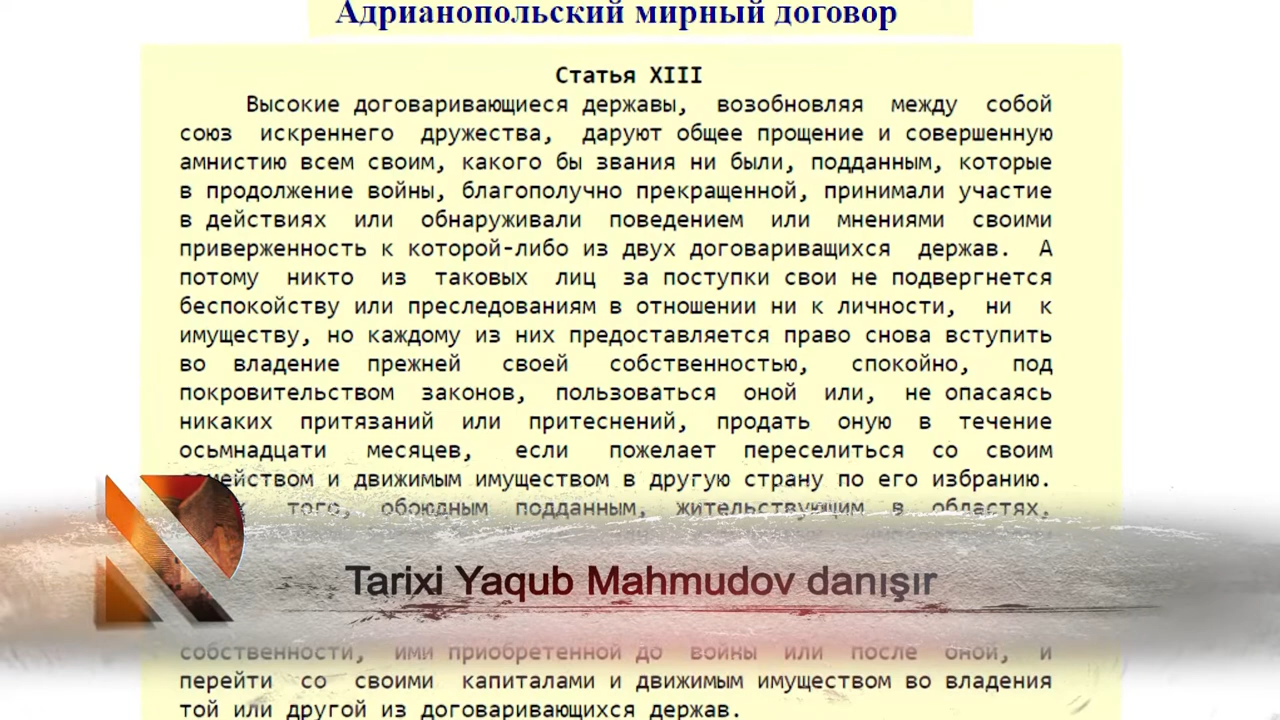 Адрианопольский мирный договор
Статья XIII
Высокие договаривающиеся державы, возобновляя между собой
союз искреннего дружества, даруют общее прощение и совершенную
амнистию всем своим, какого бы звания ни были, подданным, которые
в продолжение войны, благополучно прекращенной, принимали участие
в действиях или обнаруживали поведением или мнениями своими
приверженность к которой-либо из двух договариващихся держав. А
потому никто из таковых лиц за поступки свои не подвергнется
беспокойству или преследованиям в отношении ни к личности, ни к
имуществу, но каждому из них предоставляется право снова вступить
во владение прежней своей собственностью, спокойно, под
покровительством законов, пользоваться оной или, не опасаясь
никаких притязаний или притеснений, продать оную в течение
осьмнадцати месяцев, если пожелает переселиться со своим
и движимым имуществом в другую страну по его избранию.
того, обоюдным подданным, жительствующим в областях,
Tarixi Yaqub Mahmudov danışır
собственности, ими приобретенной до войны или после оной, и
перейти со своими капиталами и движимым имуществом во владения
той или другой из договаривающихся держав.